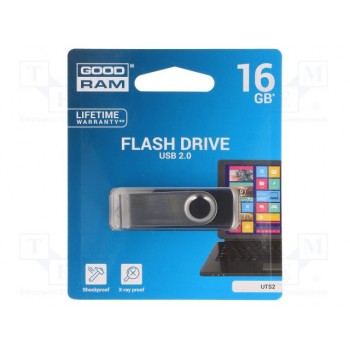 GOOD
RAM
16
GB*
LIFETIME
WARRANTY**
FLASH DRIVE
USB 2.0
Shockproof
X-ray proof
UTS2